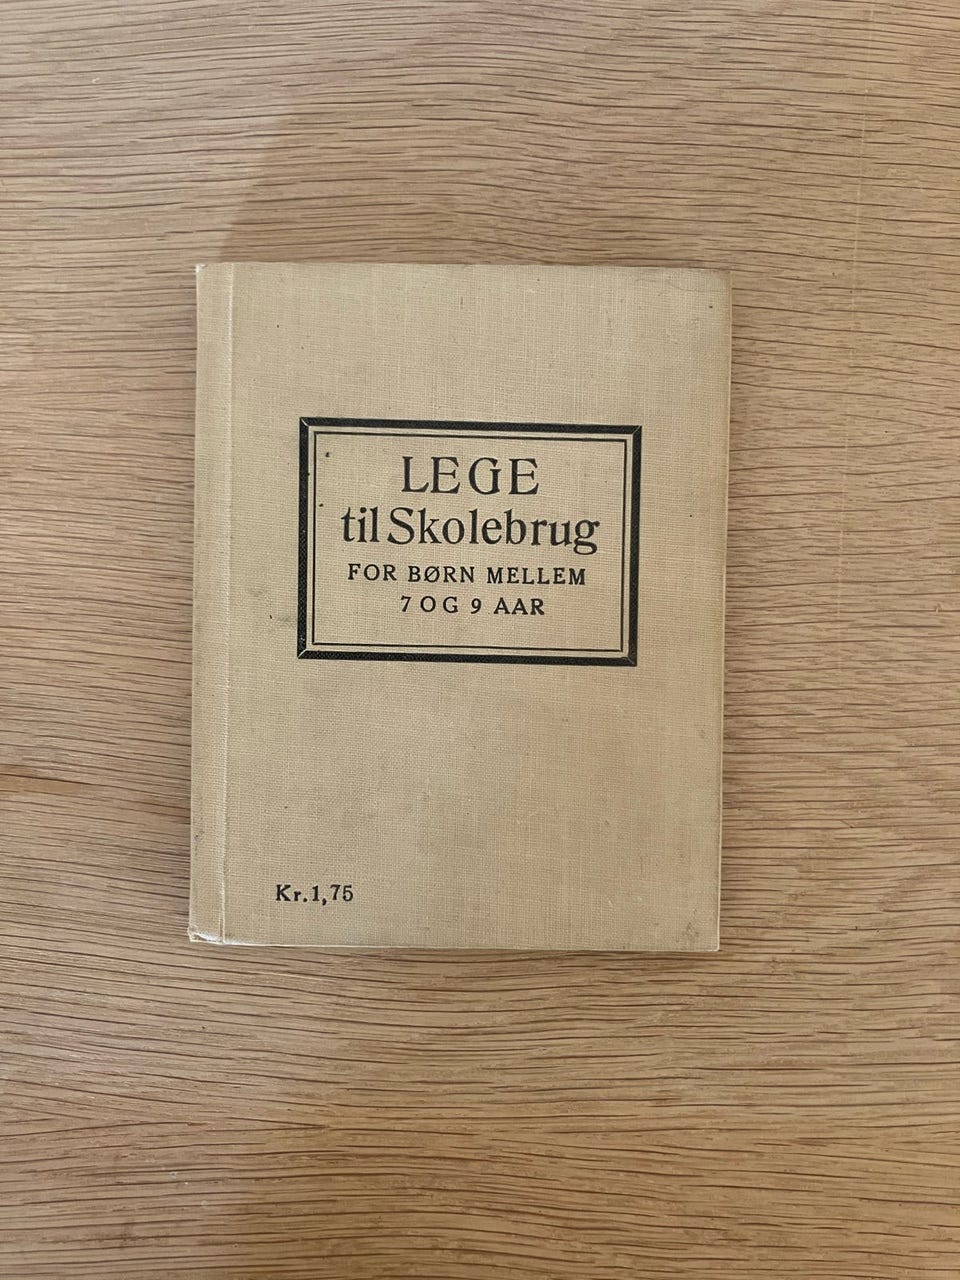 LEGE
til Skolebrug
FOR BØRN MELLEM
7 OG 9 AAR
Kr. 1,75